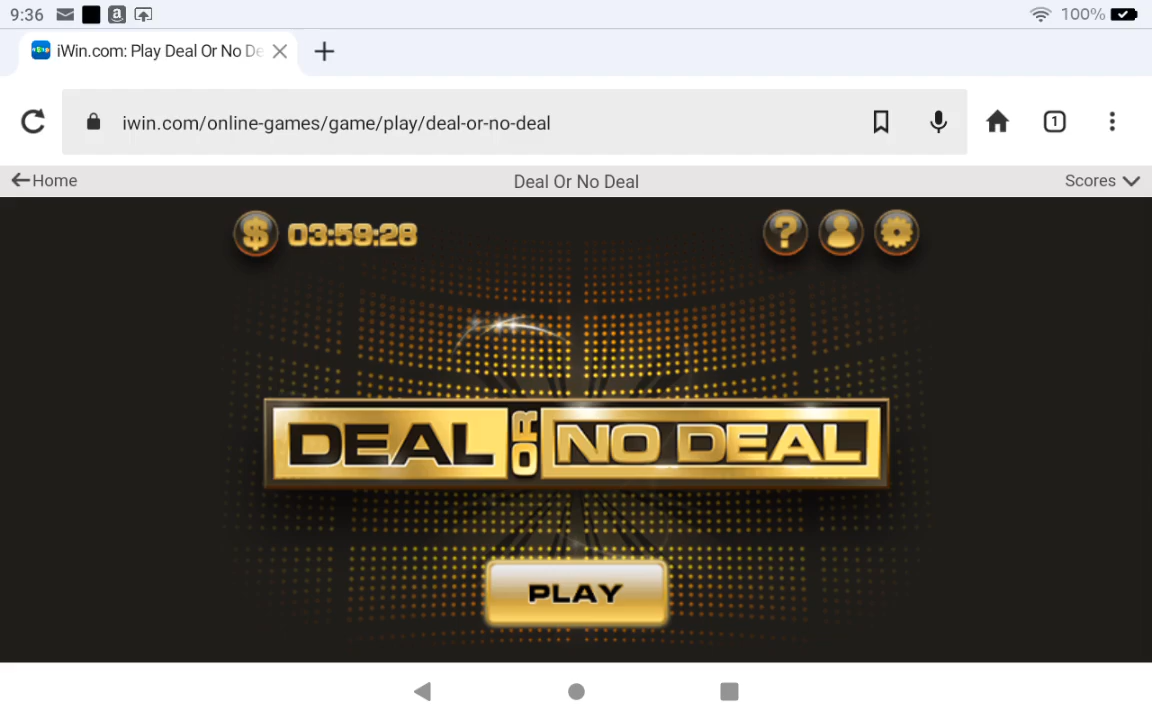 9:36 100%
iWin.com: Play Deal Or No De
iwin.com/online-games/game/play/deal-or-no-deal 1
Home Deal Or No Deal Scores
$ 03:59:28 ?
DEAL OR NO DEAL
PLAY